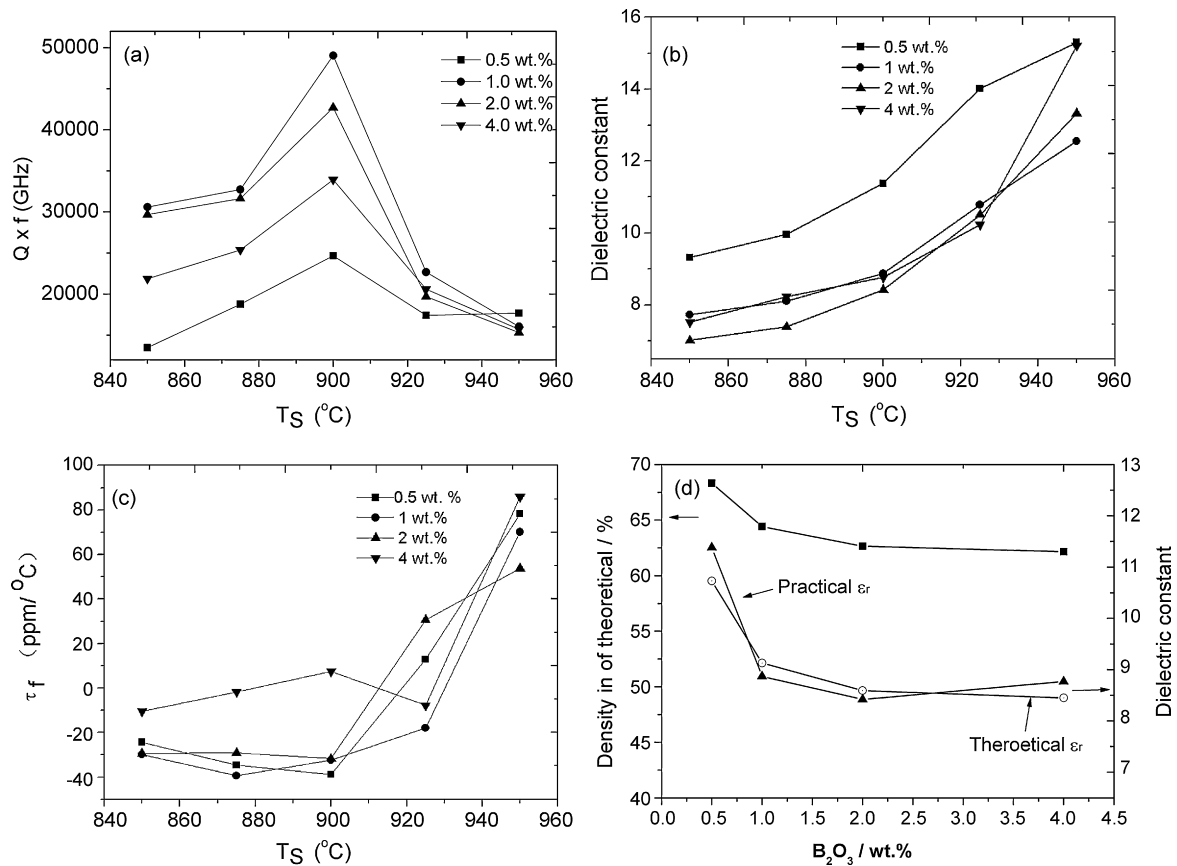 (a)
0.5 wt.%
1.0 wt.%
2.0 wt.%
4.0 wt.%
50000
40000
30000
20000
Q x f (GHz)
840 860 880 900 920 940 960
TS (°C)
(b)
0.5 wt.%
1 wt.%
2 wt.%
4 wt.%
16
14
12
10
8
Dielectric constant
840 860 880 900 920 940 960
TS (°C)
(c)
0.5 wt. %
1 wt.%
2 wt.%
4 wt.%
100
80
60
40
20
0
-20
-40
τf (ppm/°C)
840 860 880 900 920 940 960
TS (°C)
(d)
70
65
60
55
50
45
40
Density in of theoretical / %
13
12
11
10
9
8
7
Dielectric constant
Practical εr
Theroetical εr
0.0 0.5 1.0 1.5 2.0 2.5 3.0 3.5 4.0 4.5
B2O3 / wt.%